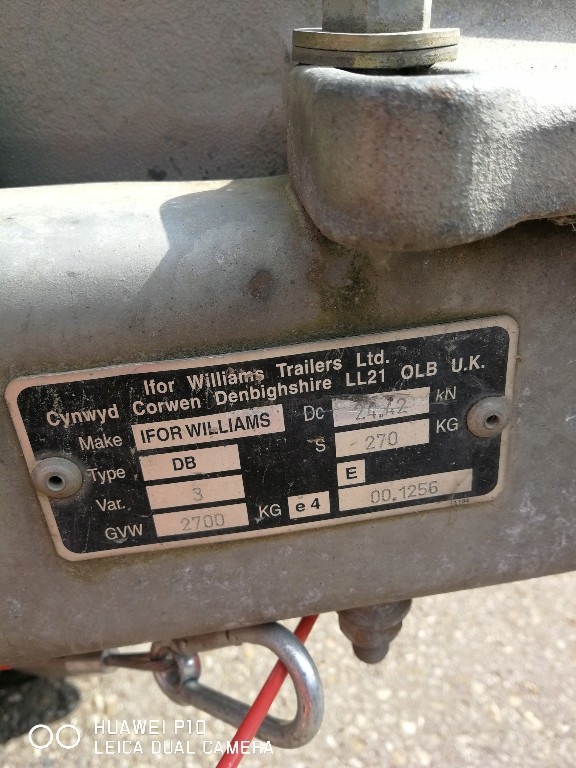 Ifor Williams Trailers Ltd.
Cynwyd Corwen Denbighshire LL21 OLB U.K.
Make IFOR WILLIAMS Dc 24.42 kN
Type DB S 270 KG
Var. 3 E
GVW 2700 KG e4 00.1256
HUAWEI P10
LEICA DUAL CAMERA